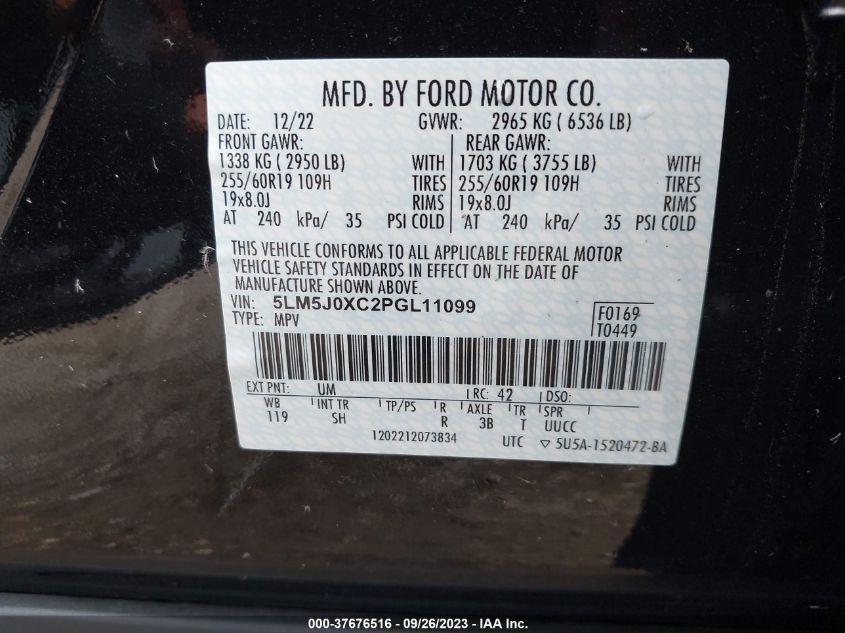 MFD. BY FORD MOTOR CO.
DATE: 12/22 GVWR: 2965 KG ( 6536 LB)
FRONT GAWR: REAR GAWR:
1338 KG ( 2950 LB) WITH 1703 KG ( 3755 LB) WITH
255/60R19 109H TIRES 255/60R19 109H TIRES
19x8.0J RIMS 19x8.0J RIMS
AT 240 kPa/ 35 PSI COLD AT 240 kPa/ 35 PSI COLD
THIS VEHICLE CONFORMS TO ALL APPLICABLE FEDERAL MOTOR
VEHICLE SAFETY STANDARDS IN EFFECT ON THE DATE OF
MANUFACTURE SHOWN ABOVE.
VIN: 5LM5J0XC2PGL11099 F0169
TYPE: MPV T0449
EXT PNT: UM RC: 42 DSO:
WB INT TR TP/PS R AXLE TR SPR
119 SH R 3B T UUCC
1202212073834 UTC ▽ 5U5A-1520472-BA
000-37676516 - 09/26/2023 - IAA Inc.